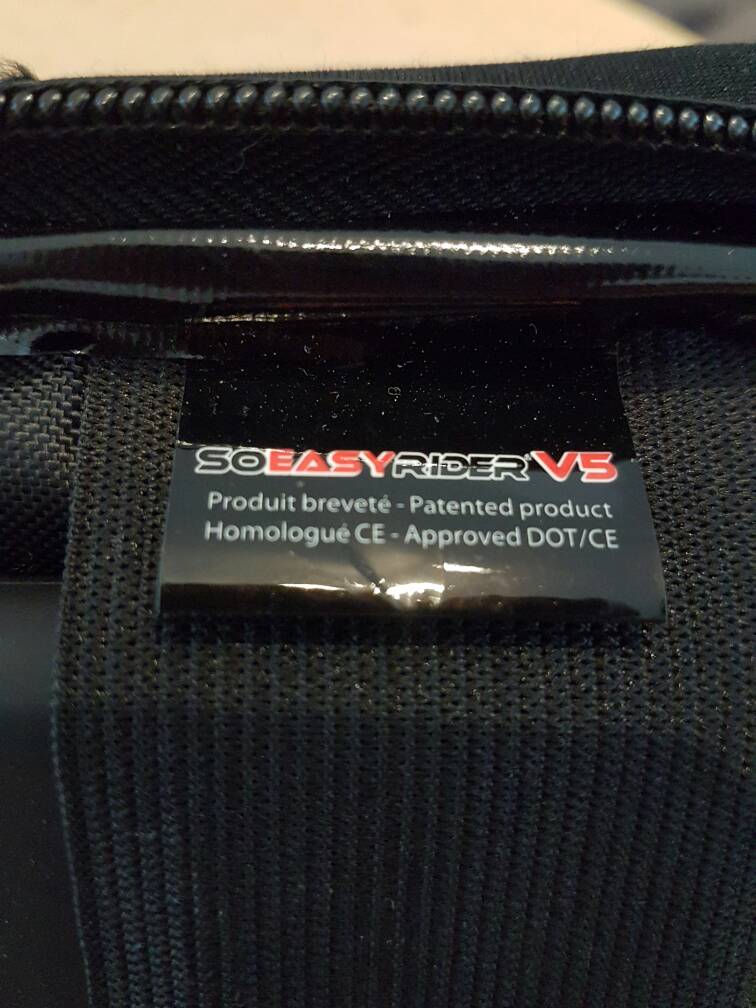 SOEASYRIDER® V5
Produit breveté - Patented product
Homologué CE - Approved DOT/CE